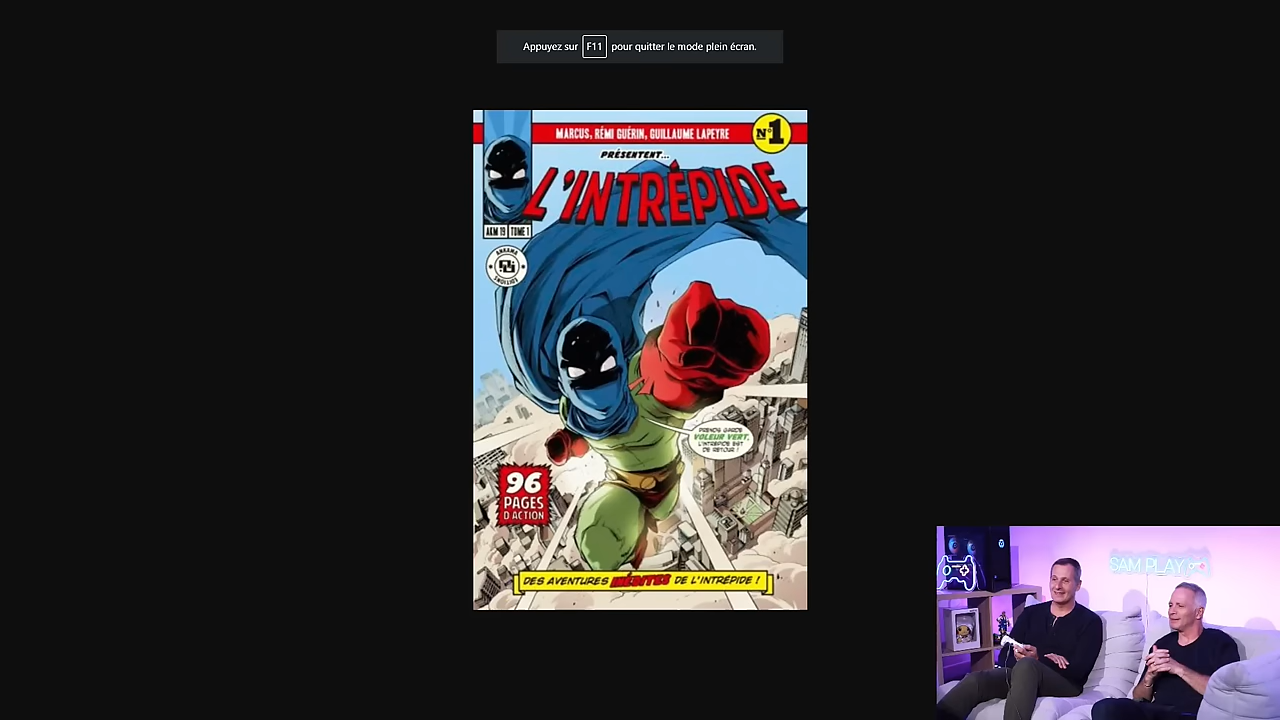 Appuyez sur F11 pour quitter le mode plein écran.
MARCUS, RÉMI GUÉRIN, GUILLAUME LAPEYRE
N°1
PRÉSENTENT...
L'INTRÉPIDE
AKM 19 TOME 1
ANKAMA
EDITIONS
PRENDS GARDE
VOLEUR VERT,
L'INTRÉPIDE EST
DE RETOUR !
96
PAGES
D'ACTION
DES AVENTURES INÉDITES DE L'INTRÉPIDE !
SAM PLAY